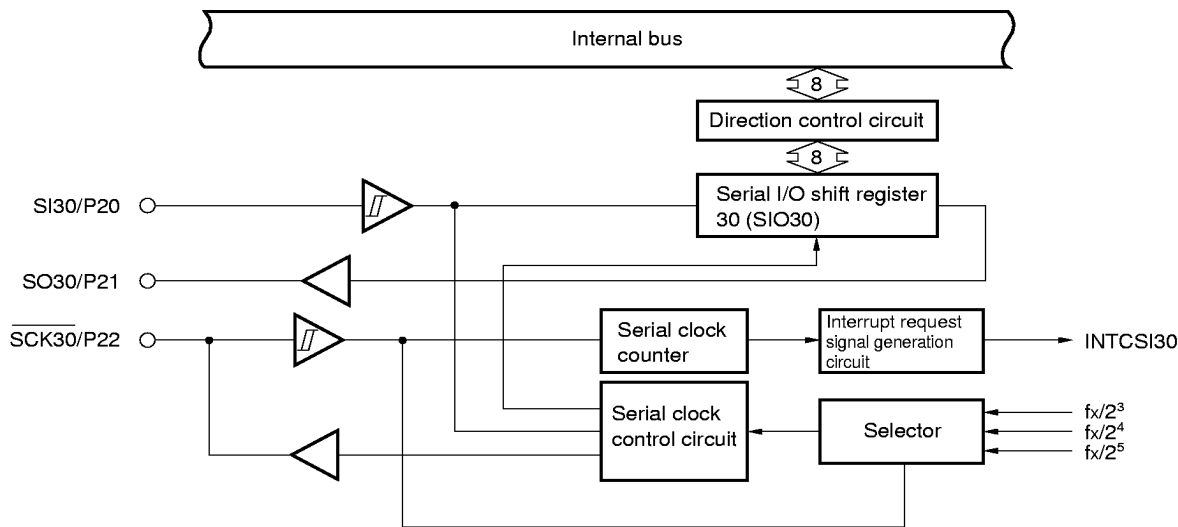 Internal bus
8
Direction control circuit
8
SI30/P20
Serial I/O shift register
30 (SIO30)
SO30/P21
SCK30/P22
Serial clock
counter
Interrupt request
signal generation
circuit
INTCSI30
Serial clock
control circuit
Selector
fx/2³
fx/2⁴
fx/2⁵